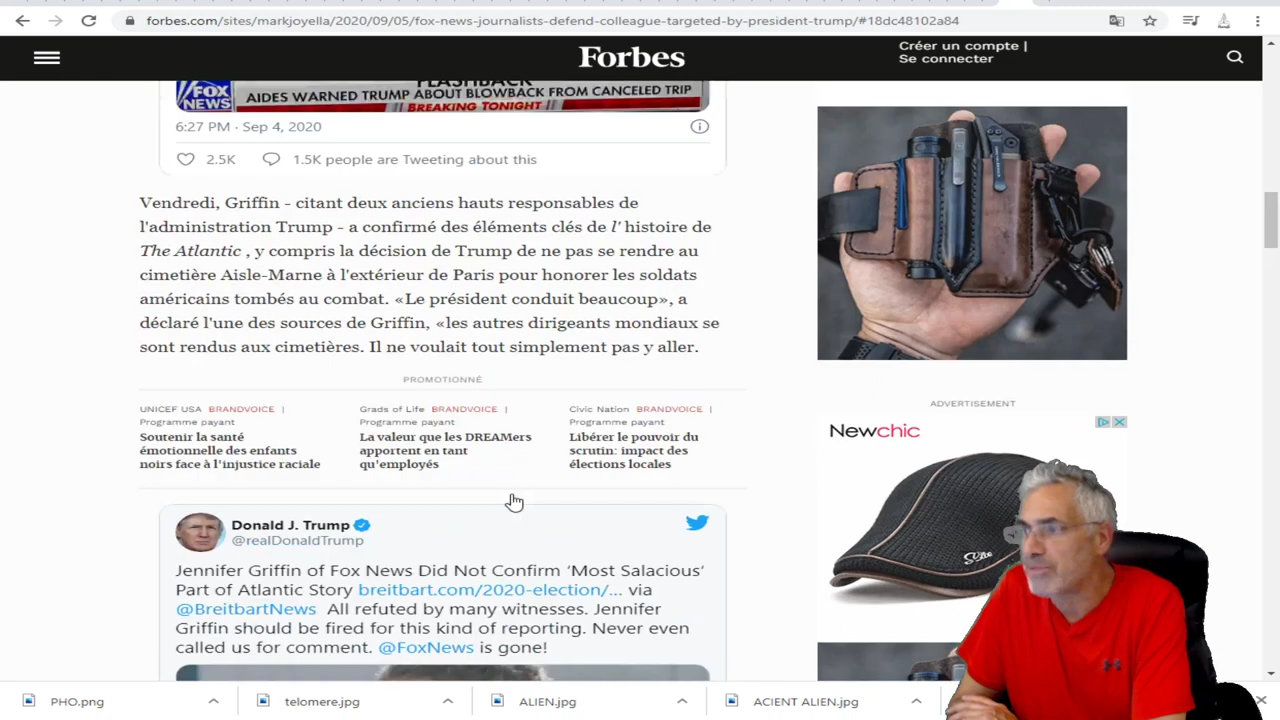 forbes.com/sites/markjoyella/2020/09/05/fox-news-journalists-defend-colleague-targeted-by-president-trump/#18dc48102a84
Forbes
Créer un compte |
Se connecter
FOX
NEWS
FLASHBACK
AIDES WARNED TRUMP ABOUT BLOWBACK FROM CANCELED TRIP
BREAKING TONIGHT
6:27 PM · Sep 4, 2020
2.5K
1.5K people are Tweeting about this
Vendredi, Griffin - citant deux anciens hauts responsables de
l'administration Trump - a confirmé des éléments clés de l' histoire de
The Atlantic , y compris la décision de Trump de ne pas se rendre au
cimetière Aisle-Marne à l'extérieur de Paris pour honorer les soldats
américains tombés au combat. «Le président conduit beaucoup», a
déclaré l'une des sources de Griffin, «les autres dirigeants mondiaux se
sont rendus aux cimetières. Il ne voulait tout simplement pas y aller.
PROMOTIONNÉ
UNICEF USA BRANDVOICE |
Programme payant
Soutenir la santé
émotionnelle des enfants
noirs face à l'injustice raciale
Grads of Life BRANDVOICE |
Programme payant
La valeur que les DREAMers
apportent en tant
qu'employés
Civic Nation BRANDVOICE |
Programme payant
Libérer le pouvoir du
scrutin: impact des
élections locales
Donald J. Trump
@realDonaldTrump
Jennifer Griffin of Fox News Did Not Confirm ‘Most Salacious’
Part of Atlantic Story breitbart.com/2020-election/... via
@BreitbartNews All refuted by many witnesses. Jennifer
Griffin should be fired for this kind of reporting. Never even
called us for comment. @FoxNews is gone!
ADVERTISEMENT
Newchic
PHO.png
telomere.jpg
ALIEN.jpg
ACIENT ALIEN.jpg